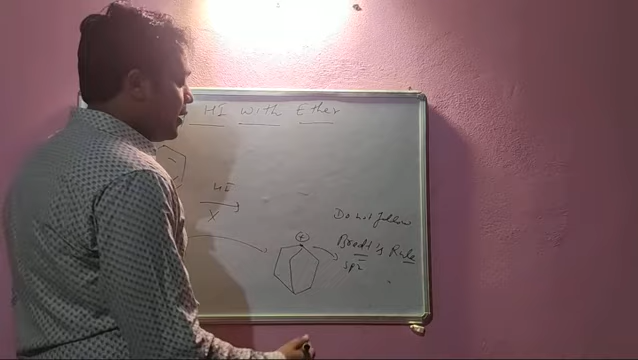 HI with Ether
HI
X
Do not follow
Bredt's Rule
+
sp2